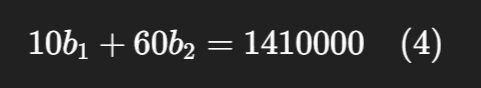 10b₁ + 60b₂ = 1410000 (4)